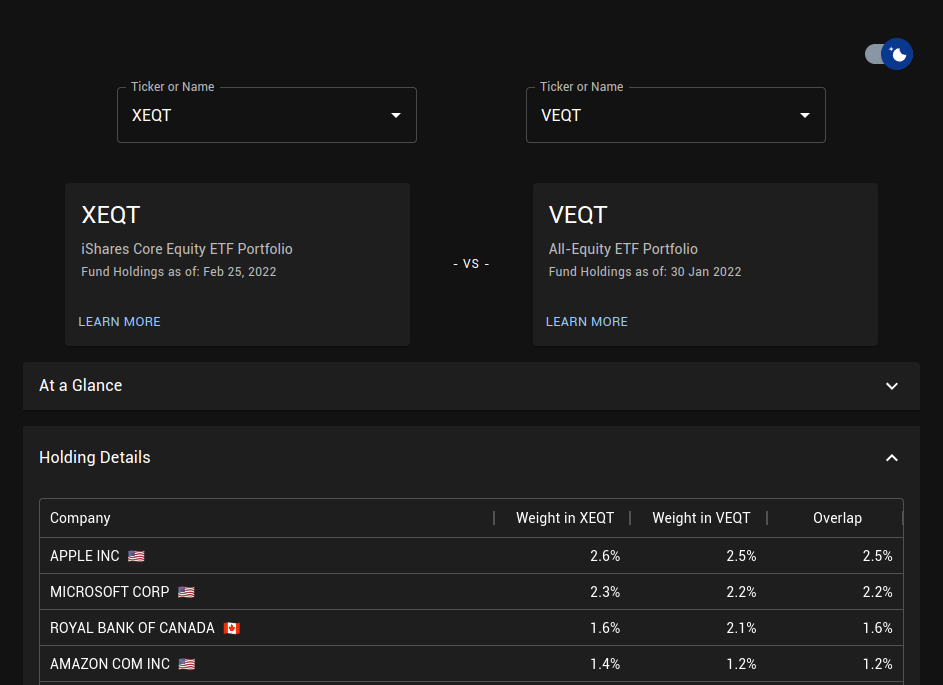 Ticker or Name Ticker or Name
XEQT VEQT
XEQT
iShares Core Equity ETF Portfolio
Fund Holdings as of: Feb 25, 2022
LEARN MORE
- VS -
VEQT
All-Equity ETF Portfolio
Fund Holdings as of: 30 Jan 2022
LEARN MORE
At a Glance
Holding Details
Company Weight in XEQT Weight in VEQT Overlap
APPLE INC 🇺🇸 2.6% 2.5% 2.5%
MICROSOFT CORP 🇺🇸 2.3% 2.2% 2.2%
ROYAL BANK OF CANADA 🇨🇦 1.6% 2.1% 1.6%
AMAZON COM INC 🇺🇸 1.4% 1.2% 1.2%